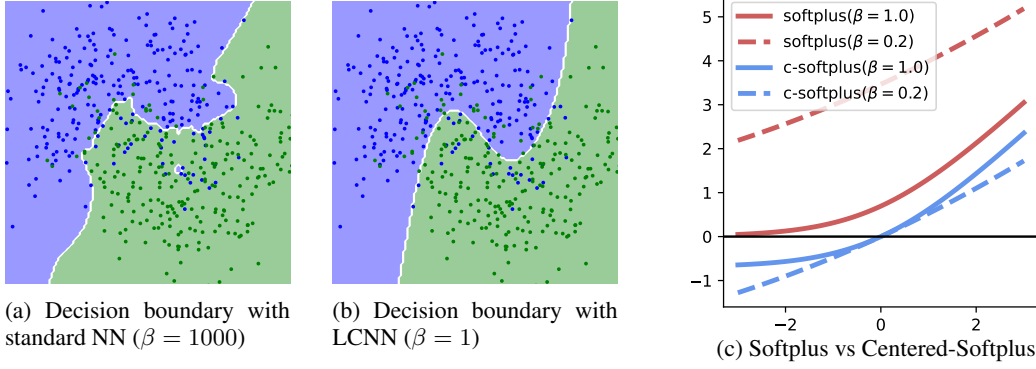 (a) Decision boundary with
standard NN (β = 1000)
(b) Decision boundary with
LCNN (β = 1)
softplus(β = 1.0)
softplus(β = 0.2)
c-softplus(β = 1.0)
c-softplus(β = 0.2)
5
4
3
2
1
0
−1
−2 0 2
(c) Softplus vs Centered-Softplus